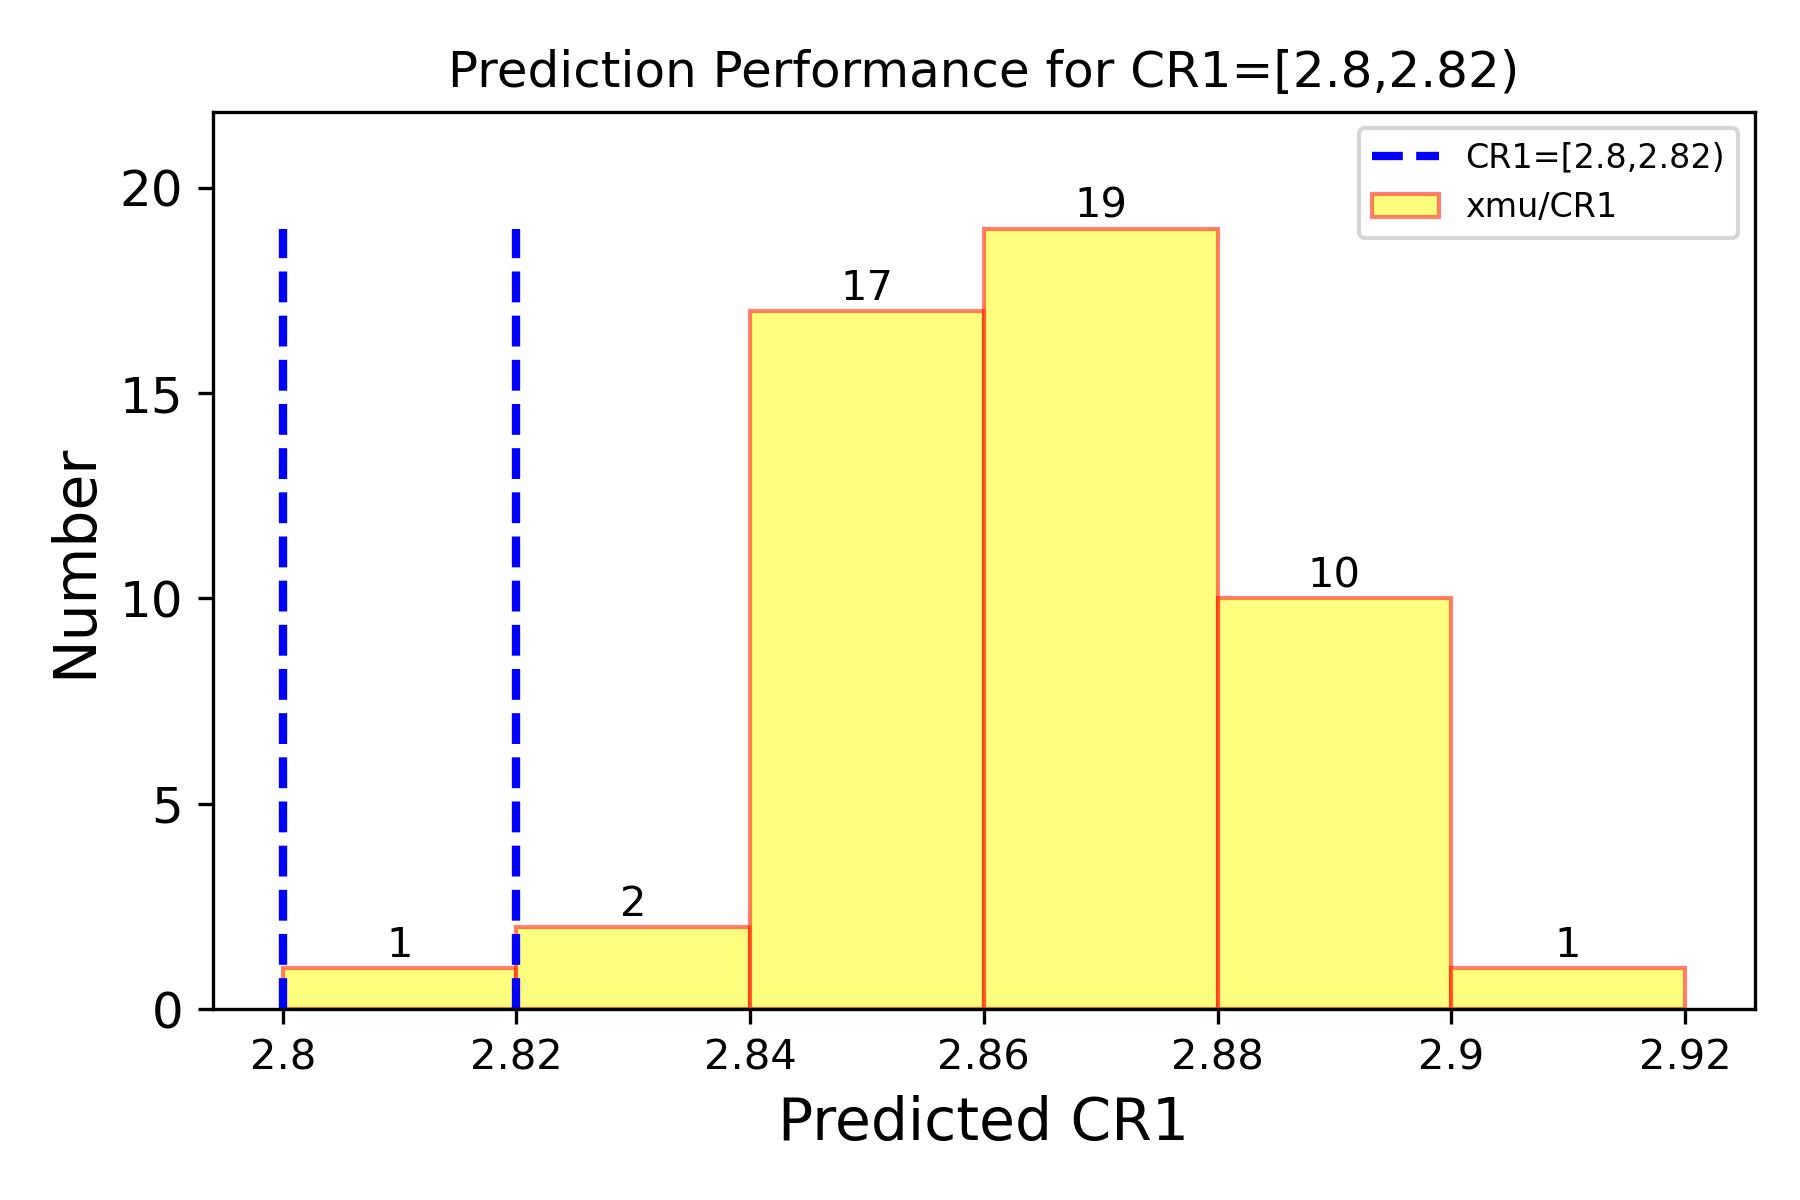 Prediction Performance for CR1=[2.8,2.82)
CR1=[2.8,2.82)
xmu/CR1
Number
20
15
10
5
0
1
2
17
19
10
1
2.8 2.82 2.84 2.86 2.88 2.9 2.92
Predicted CR1